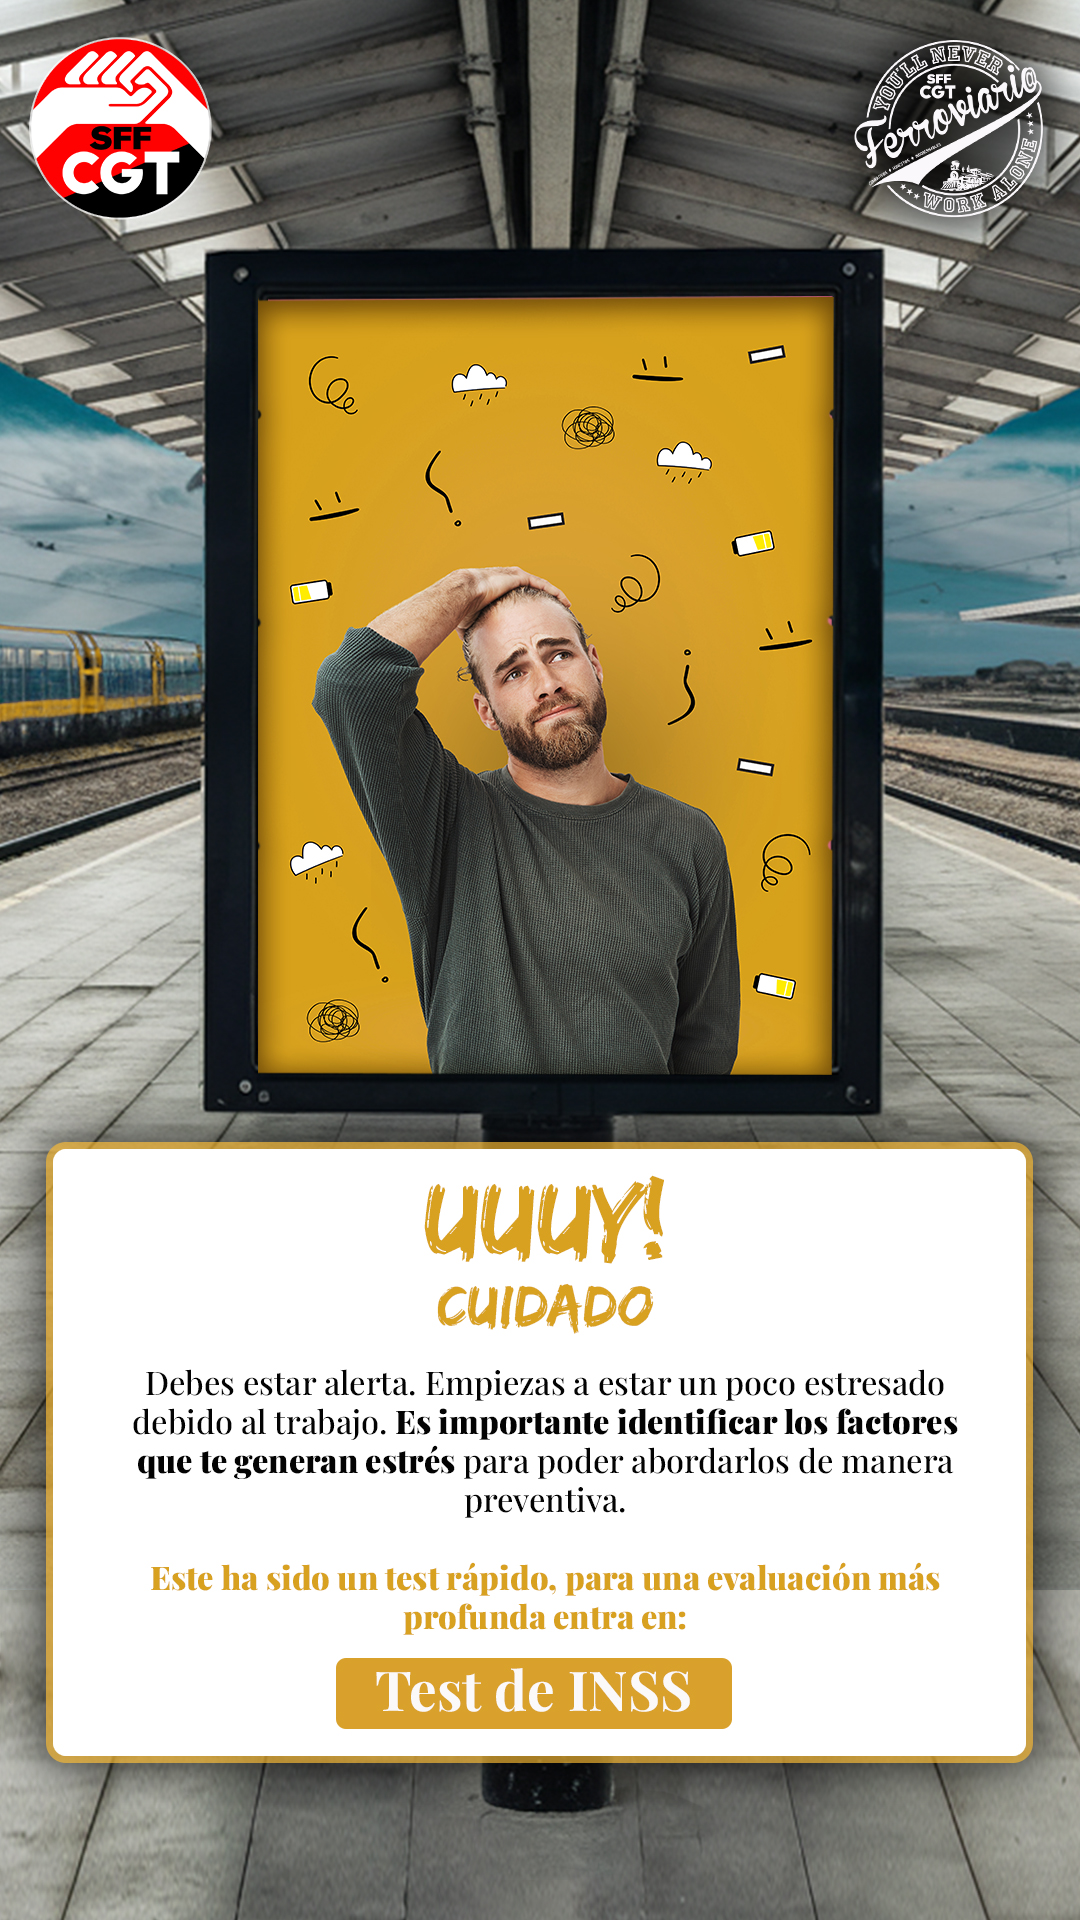 SFF
CGT
YOU'LL NEVER
SFF
CGT
Ferroviario
WORK ALONE
UUUY!
CUIDADO
Debes estar alerta. Empiezas a estar un poco estresado
debido al trabajo. Es importante identificar los factores
que te generan estrés para poder abordarlos de manera
preventiva.
Este ha sido un test rápido, para una evaluación más
profunda entra en:
Test de INSS